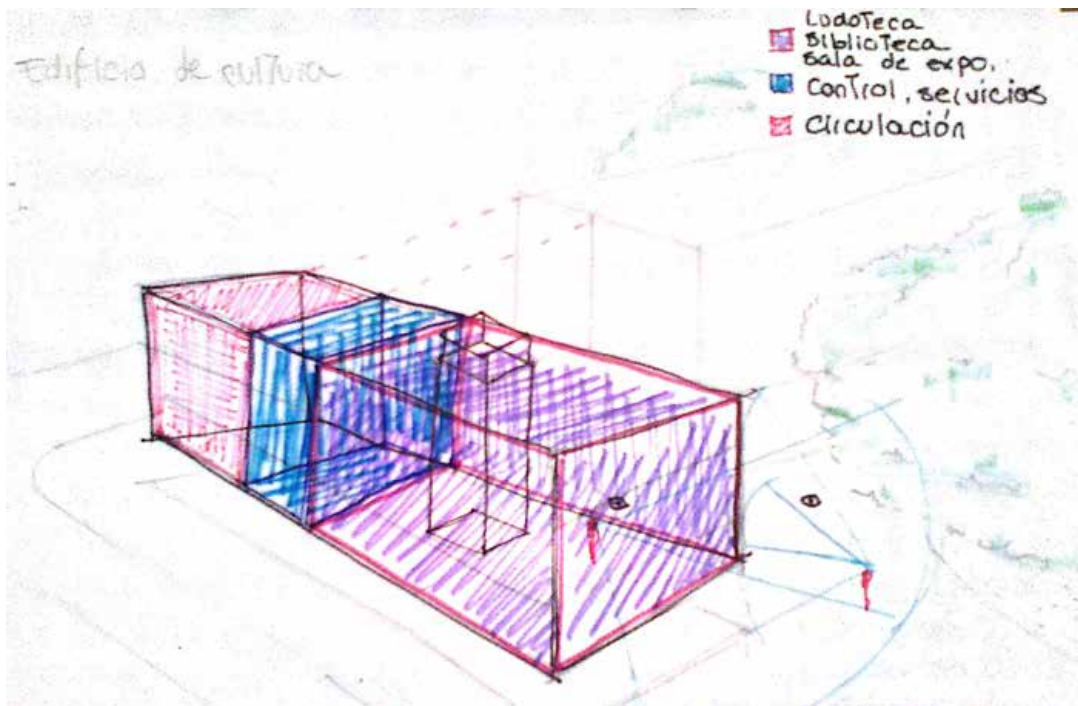 Edificio de cultura
Ludoteca
Biblioteca
sala de expo.
Control, servicios
Circulación